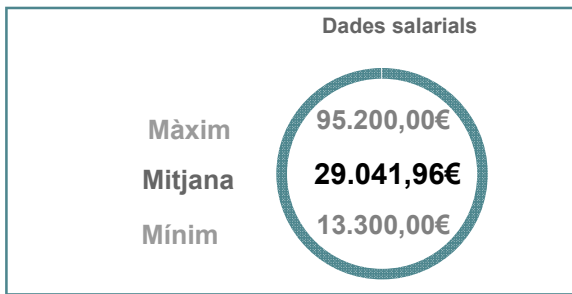 Dades salarials
Màxim 95.200,00€
Mitjana 29.041,96€
Mínim 13.300,00€